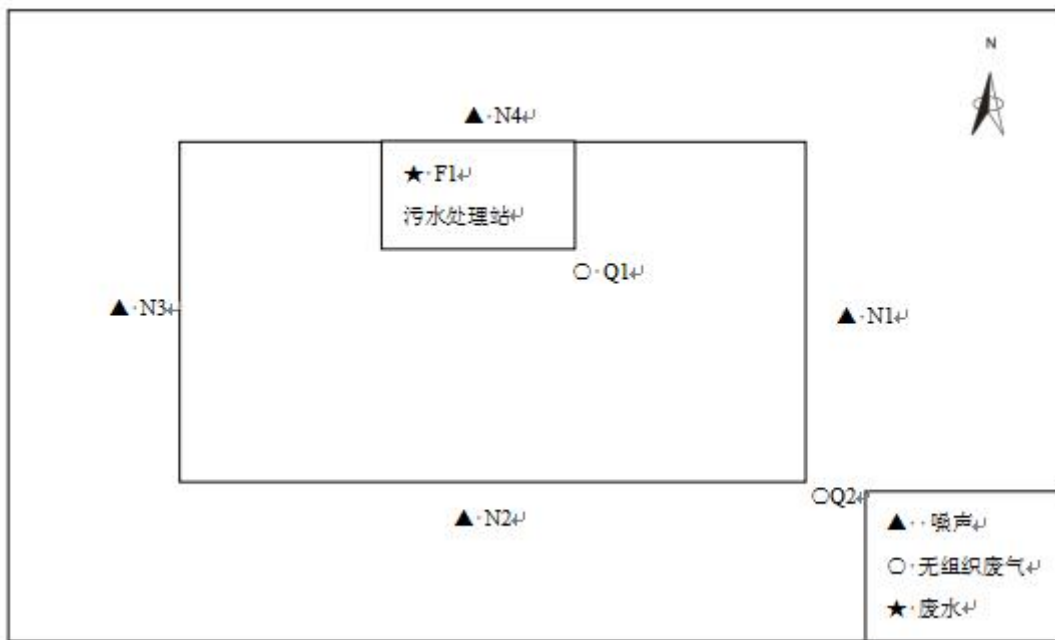 N
▲·N4↵
★·F1↵
污水处理站↵
○·Q1↵
▲·N3↵
▲·N1↵
▲·N2↵
○Q2↵
▲··噪声↵
○·无组织废气↵
★·废水↵